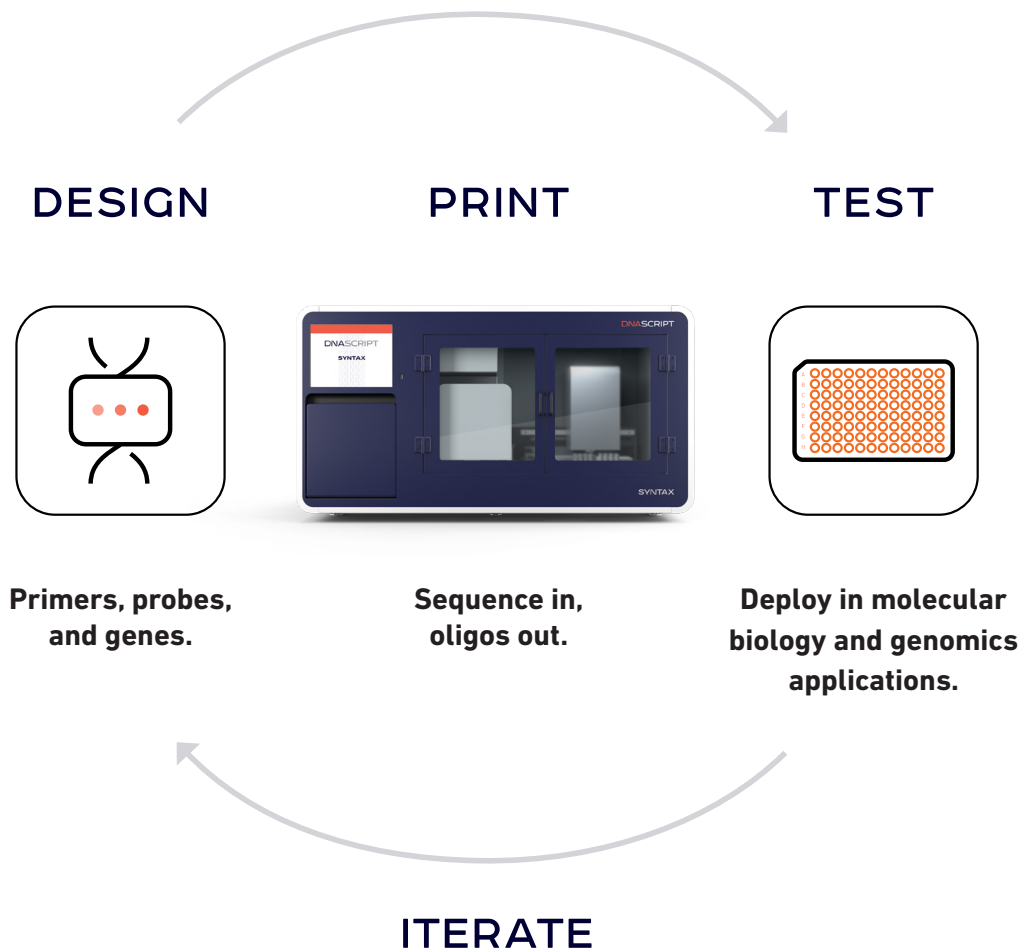 DESIGN
PRINT
TEST
DNASCRIPT
SYNTAX
DNASCRIPT
SYNTAX
A
B
C
D
E
F
G
H
Primers, probes,
and genes.
Sequence in,
oligos out.
Deploy in molecular
biology and genomics
applications.
ITERATE